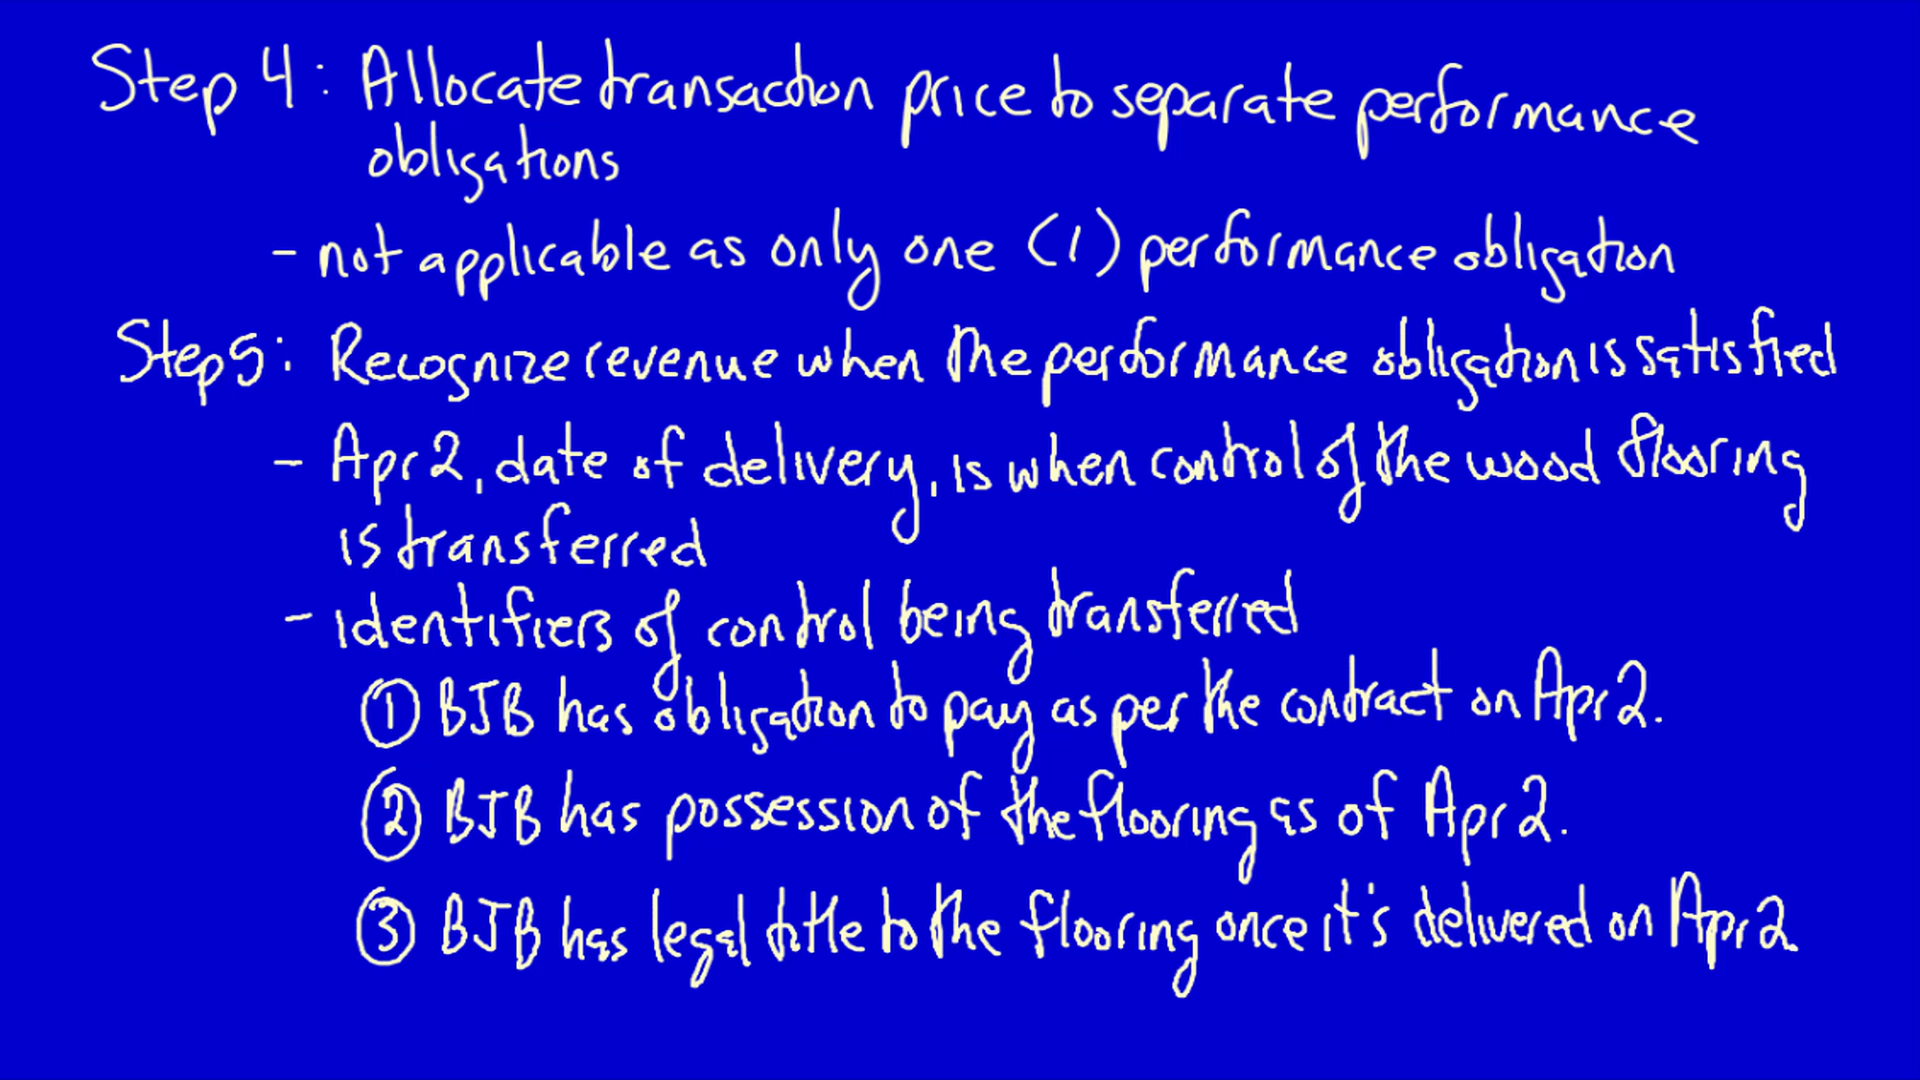 Step 4: Allocate transaction price to separate performance
obligations
- not applicable as only one (1) performance obligation
Step 5: Recognize revenue when the performance obligation is satisfied
- Apr 2, date of delivery, is when control of the wood flooring
is transferred
- identifiers of control being transferred
① BJB has obligation to pay as per the contract on Apr 2.
② BJB has possession of the flooring as of Apr 2.
③ BJB has legal title to the flooring once it's delivered on Apr 2.